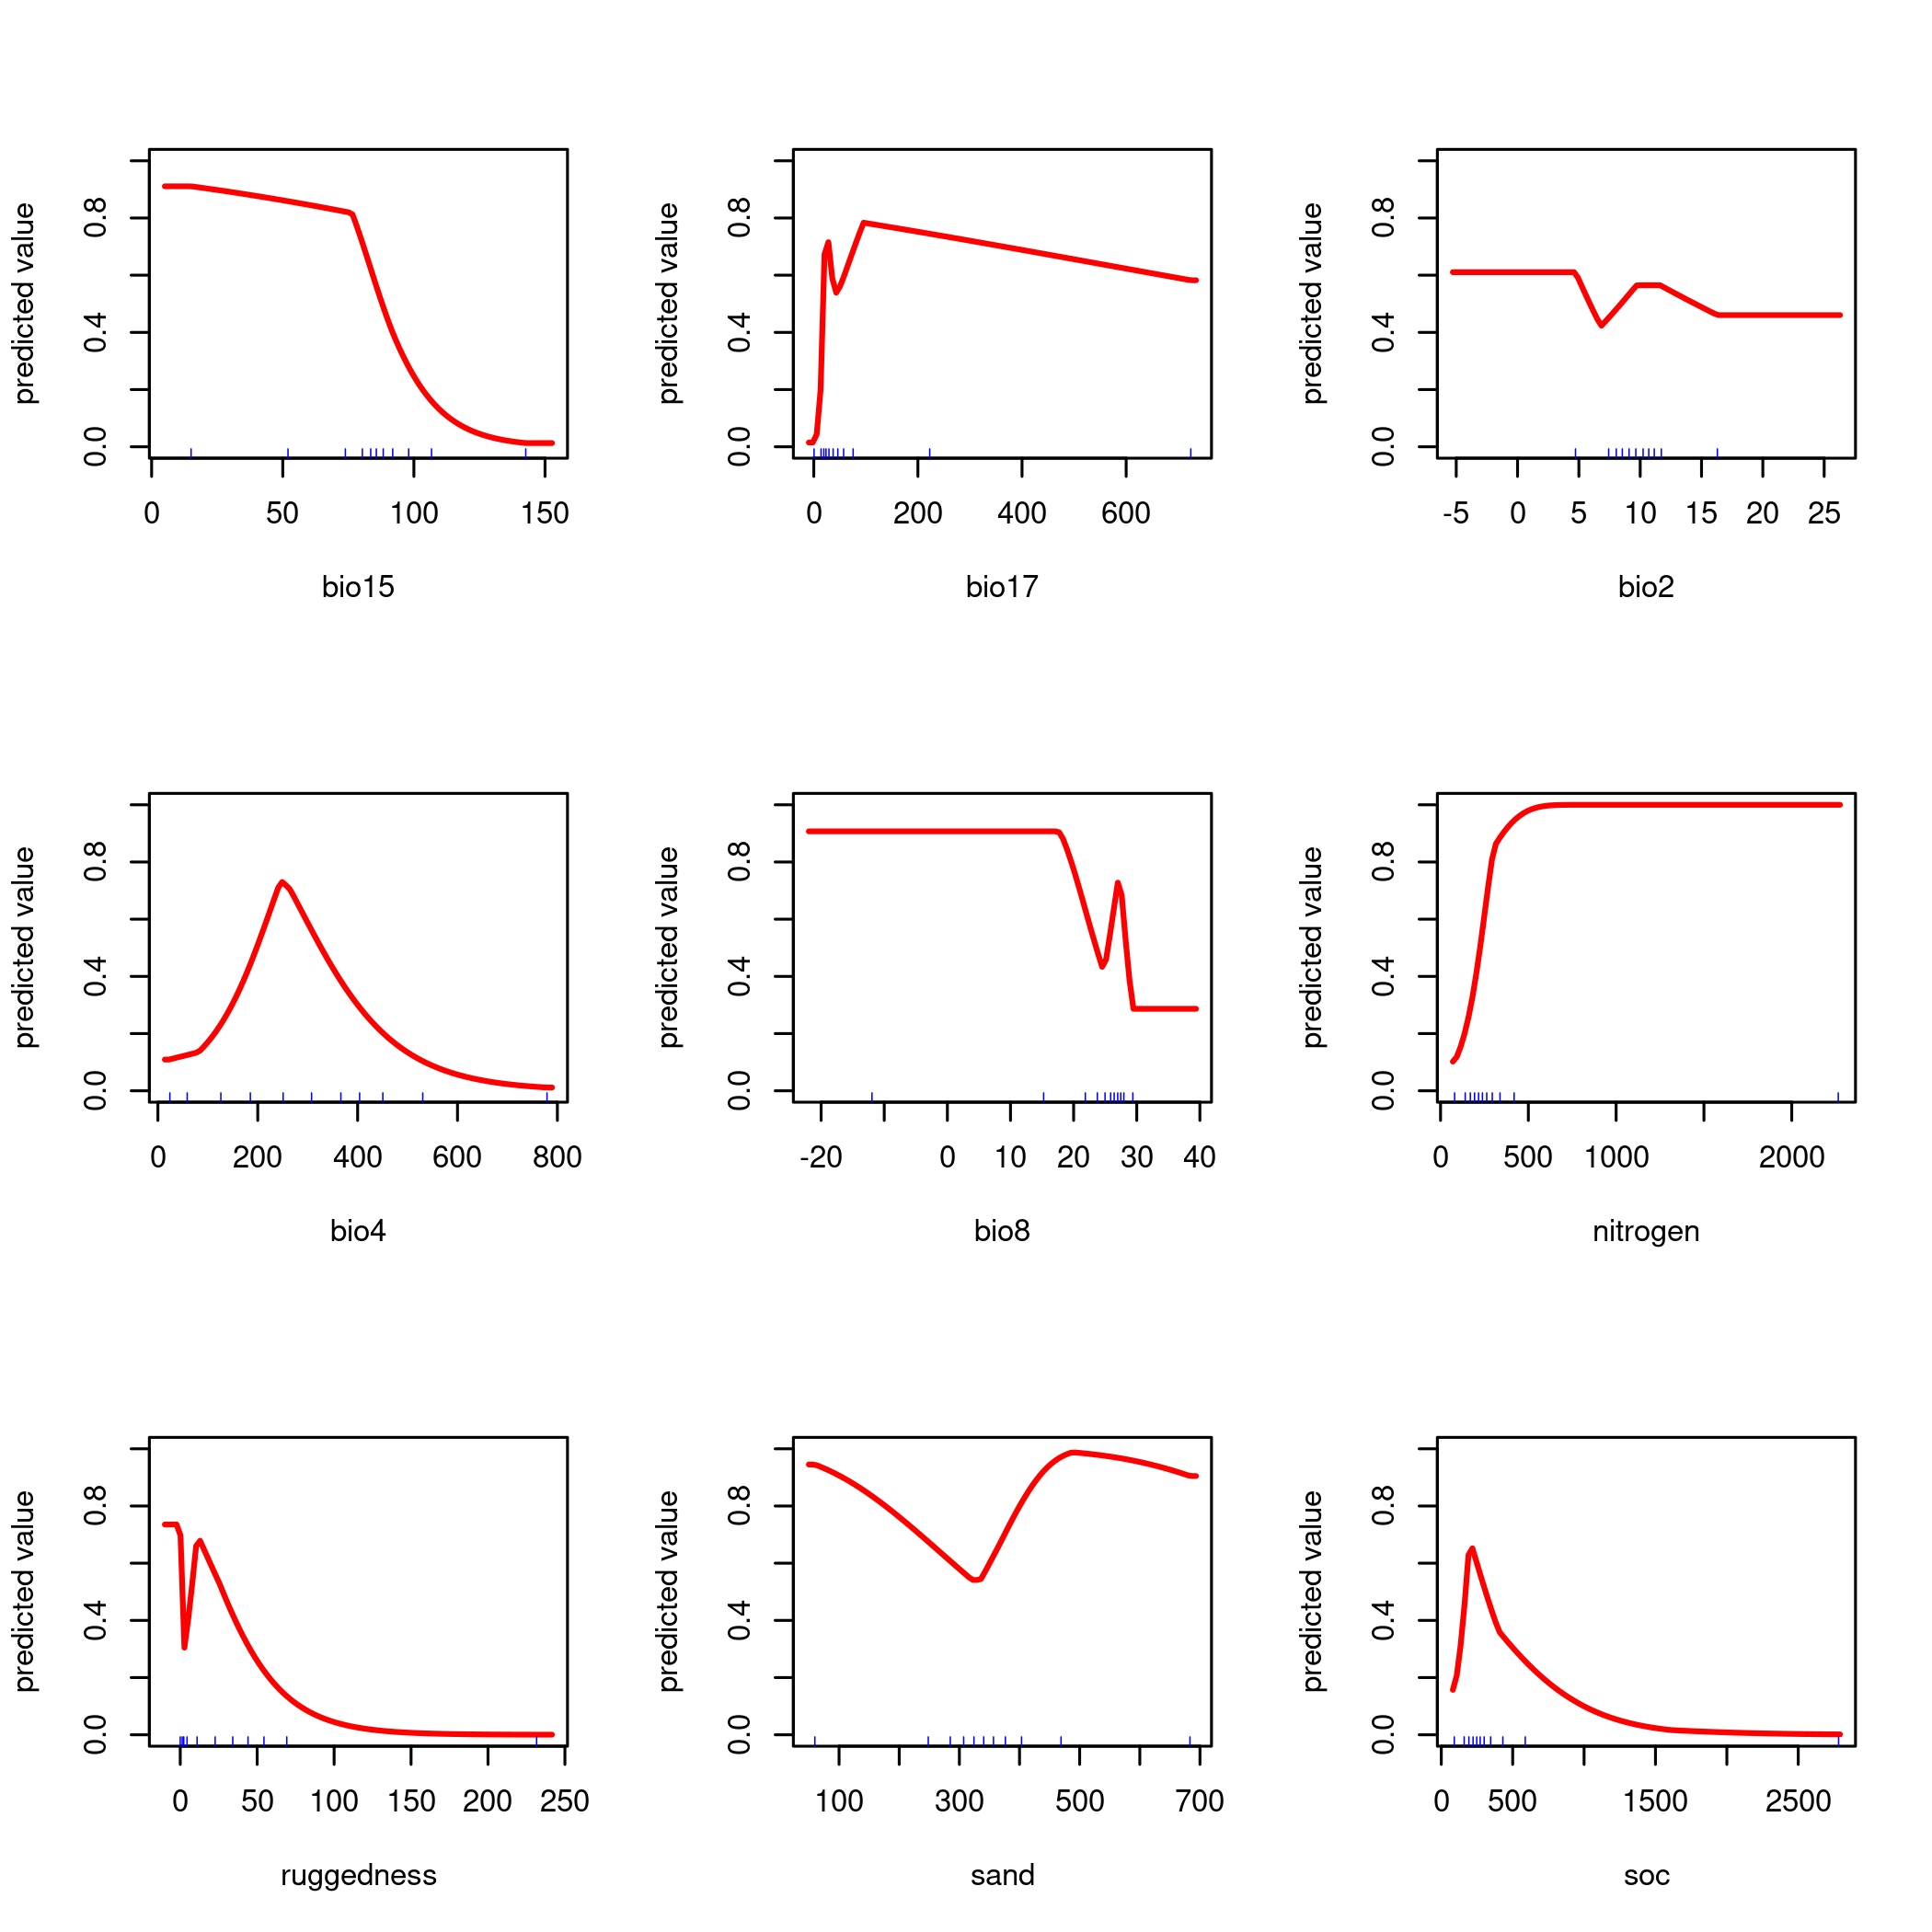 predicted value
0.0 0.4 0.8
0 50 100 150
bio15
predicted value
0.0 0.4 0.8
0 200 400 600
bio17
predicted value
0.0 0.4 0.8
-5 0 5 10 15 20 25
bio2
predicted value
0.0 0.4 0.8
0 200 400 600 800
bio4
predicted value
0.0 0.4 0.8
-20 0 10 20 30 40
bio8
predicted value
0.0 0.4 0.8
0 500 1000 2000
nitrogen
predicted value
0.0 0.4 0.8
0 50 100 150 200 250
ruggedness
predicted value
0.0 0.4 0.8
100 300 500 700
sand
predicted value
0.0 0.4 0.8
0 500 1500 2500
soc